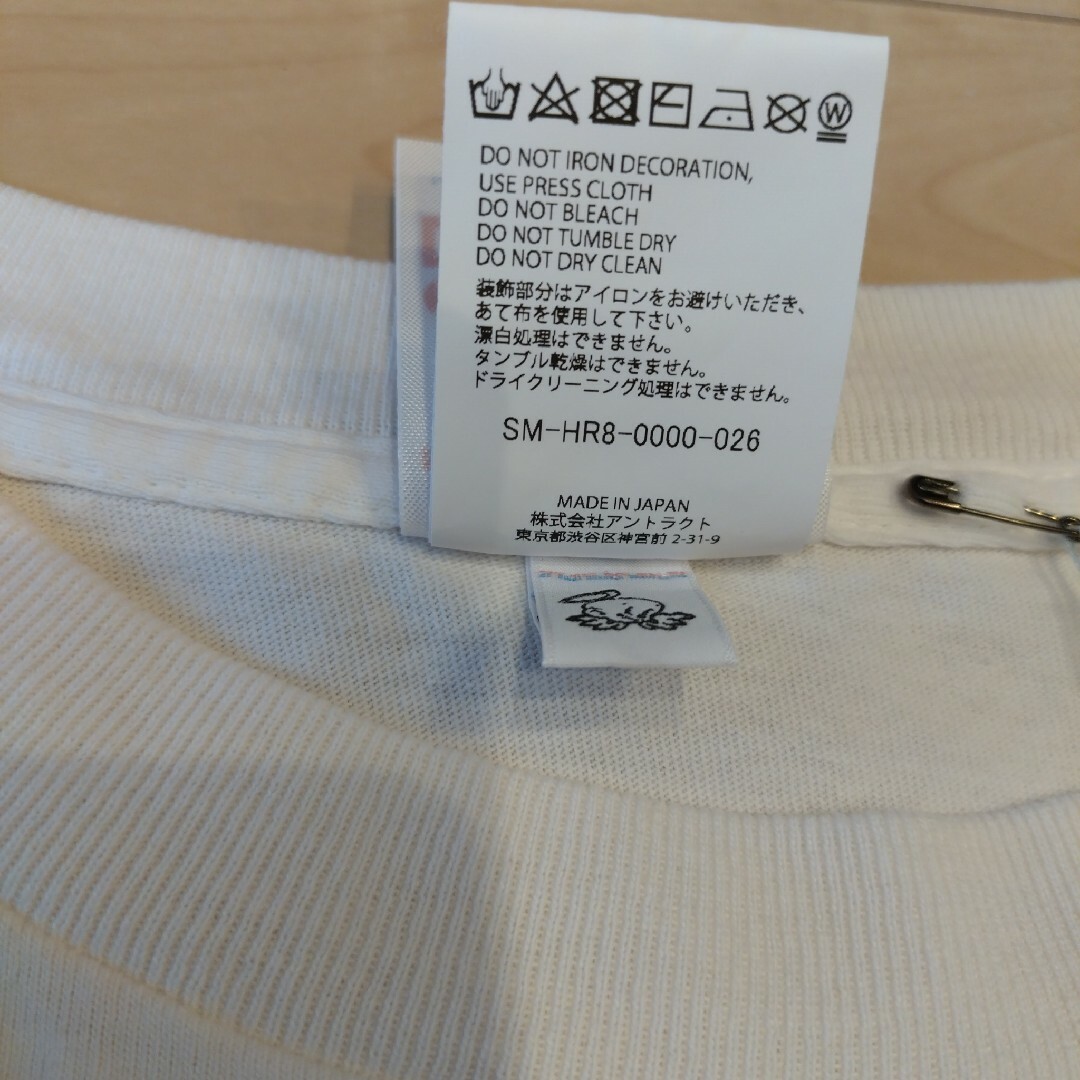 W
DO NOT IRON DECORATION,
USE PRESS CLOTH
DO NOT BLEACH
DO NOT TUMBLE DRY
DO NOT DRY CLEAN
装飾部分はアイロンをお避けいただき、
あて布を使用して下さい。
漂白処理はできません。
タンブル乾燥はできません。
ドライクリーニング処理はできません。
SM-HR8-0000-026
MADE IN JAPAN
株式会社アントラクト
東京都渋谷区神宮前 2-31-9